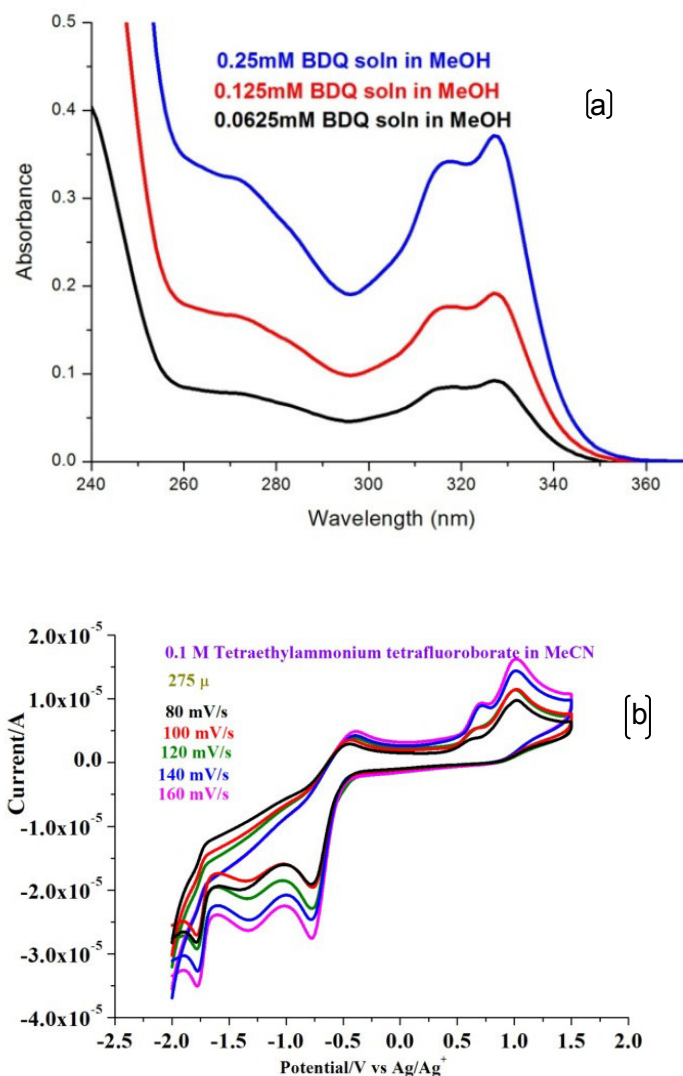 0.5
0.25mM BDQ soln in MeOH
0.125mM BDQ soln in MeOH
0.0625mM BDQ soln in MeOH
(a)
0.4
0.3
0.2
0.1
0.0
Absorbance
240 260 280 300 320 340 360
Wavelength (nm)
2.0x10⁻⁵
0.1 M Tetraethylammonium tetrafluoroborate in MeCN
275 μ
80 mV/s
100 mV/s
120 mV/s
140 mV/s
160 mV/s
[b]
1.0x10⁻⁵
0.0
-1.0x10⁻⁵
-2.0x10⁻⁵
-3.0x10⁻⁵
-4.0x10⁻⁵
Current/A
-2.5 -2.0 -1.5 -1.0 -0.5 0.0 0.5 1.0 1.5 2.0
Potential/V vs Ag/Ag⁺